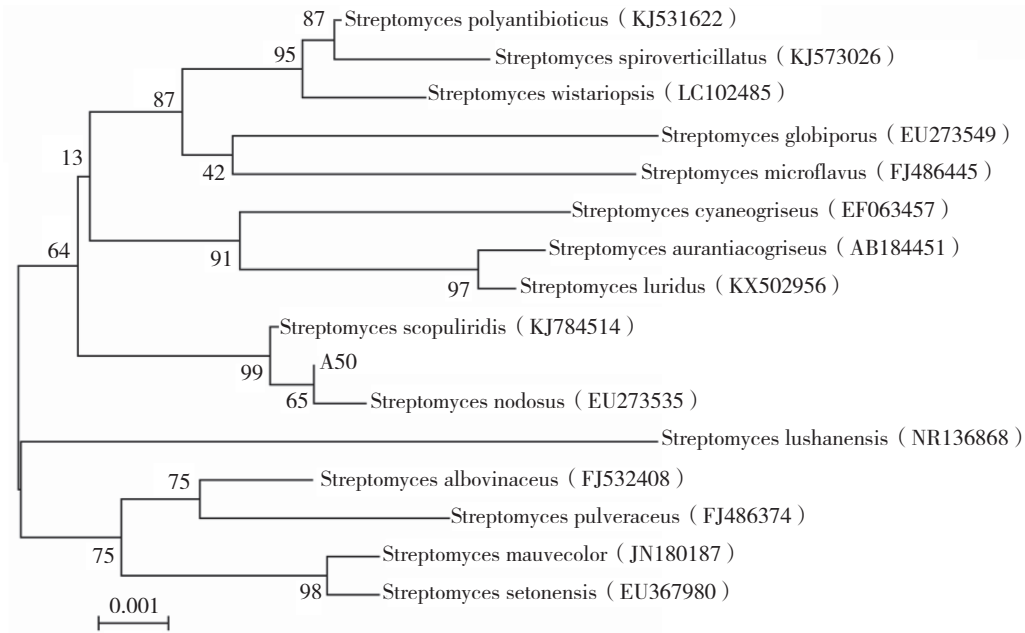 87 Streptomyces polyantibioticus（KJ531622）
95 Streptomyces spiroverticillatus（KJ573026）
Streptomyces wistariopsis（LC102485）
87
Streptomyces globiporus（EU273549）
13
42 Streptomyces microflavus（FJ486445）
Streptomyces cyaneogriseus（EF063457）
64 Streptomyces aurantiacogriseus（AB184451）
91
97 Streptomyces luridus（KX502956）
Streptomyces scopuliridis（KJ784514）
A50
99
65 Streptomyces nodosus（EU273535）
Streptomyces lushanensis（NR136868）
75 Streptomyces albovinaceus（FJ532408）
Streptomyces pulveraceus（FJ486374）
75 Streptomyces mauvecolor（JN180187）
98 Streptomyces setonensis（EU367980）
0.001